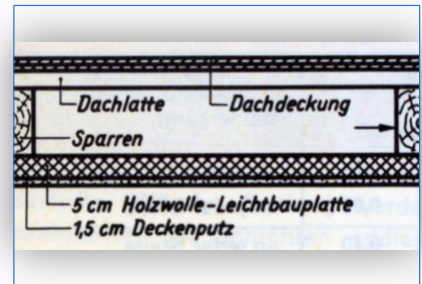 Dachlatte
Dachdeckung
Sparren
5 cm Holzwolle-Leichtbauplatte
1,5 cm Deckenputz